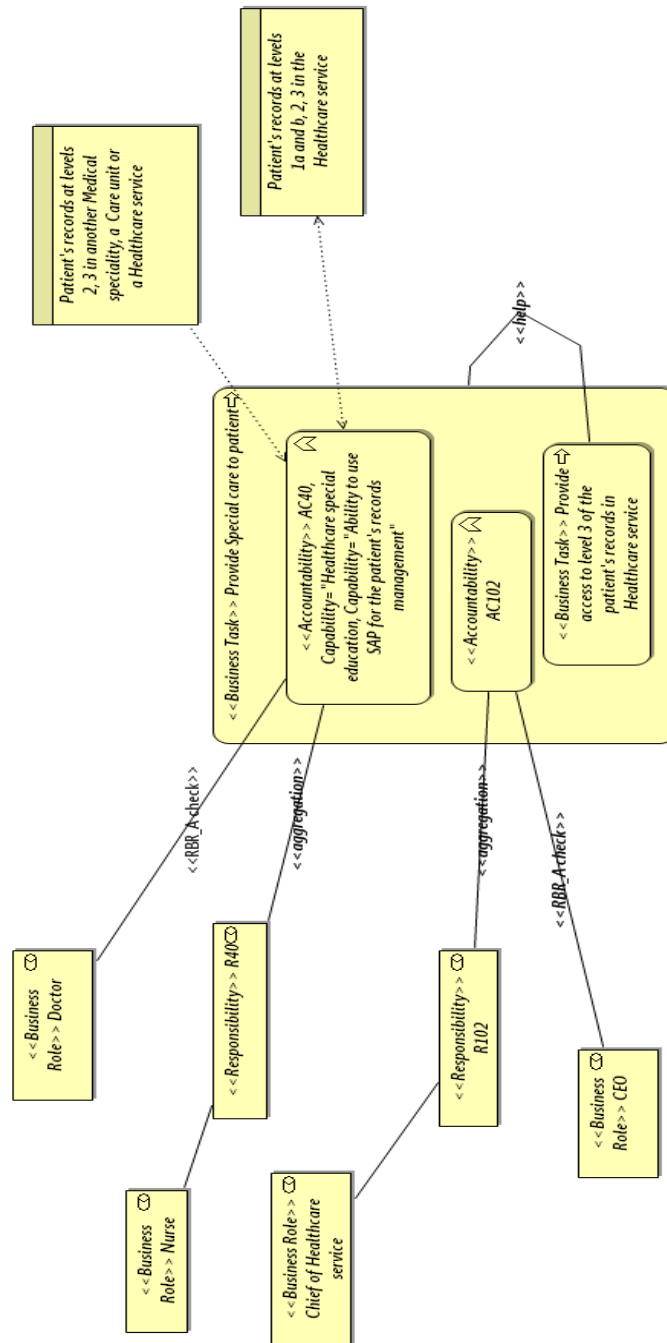 Patient's records at levels
2, 3 in another Medical
speciality, a Care unit or
a Healthcare service
Patient's records at levels
1a and b, 2, 3 in the
Healthcare service
<<Business Task>> Provide Special care to patient
<<Accountability>> AC40,
Capability="Healthcare special
education, Capability="Ability to use
SAP for the patient's records
management"
<<Accountability>>
AC102
<<Business Task>> Provide
access to level 3 of the
patient's records in
Healthcare service
<<help>>
<<RBR_A check>>
<<aggregation>>
<<aggregation>>
<<RBR_A check>>
<<Business
Role>> Doctor
<<Responsibility>> R40
<<Responsibility>>
R102
<<Business
Role>> CEO
<<Business
Role>> Nurse
<<Business Role>>
Chief of Healthcare
service